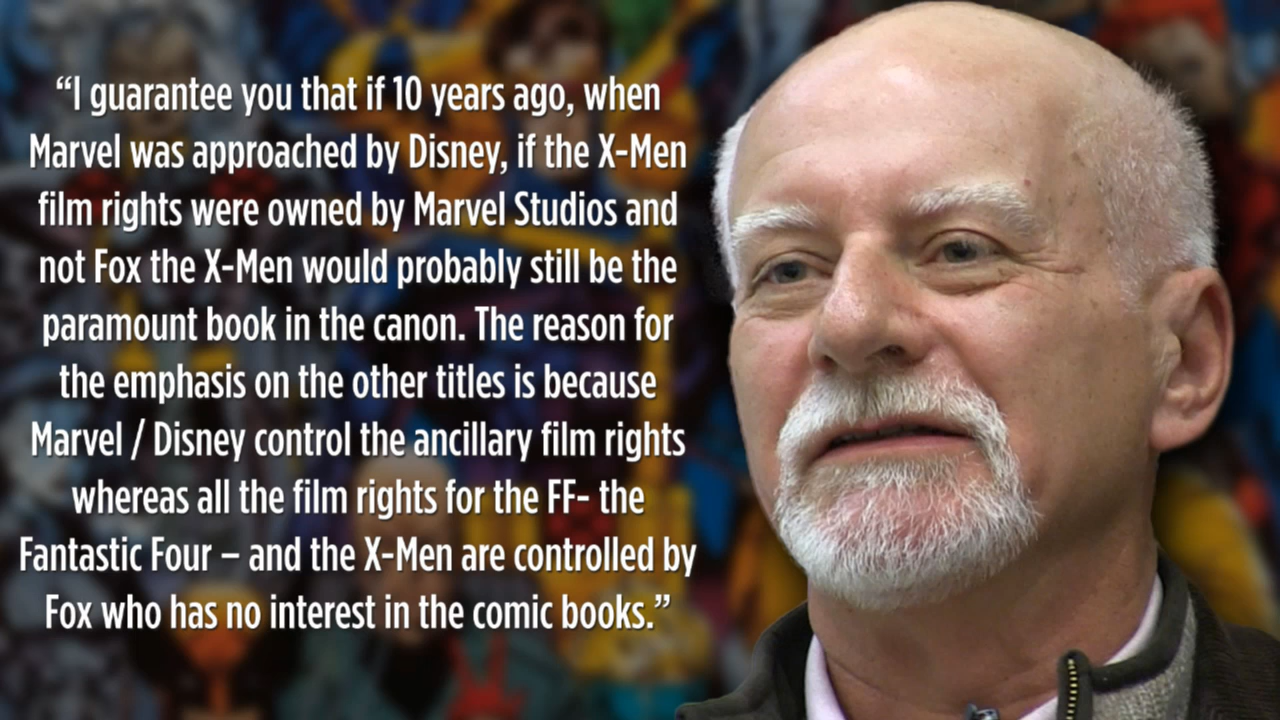 “I guarantee you that if 10 years ago, when
Marvel was approached by Disney, if the X-Men
film rights were owned by Marvel Studios and
not Fox the X-Men would probably still be the
paramount book in the canon. The reason for
the emphasis on the other titles is because
Marvel / Disney control the ancillary film rights
whereas all the film rights for the FF- the
Fantastic Four – and the X-Men are controlled by
Fox who has no interest in the comic books.”